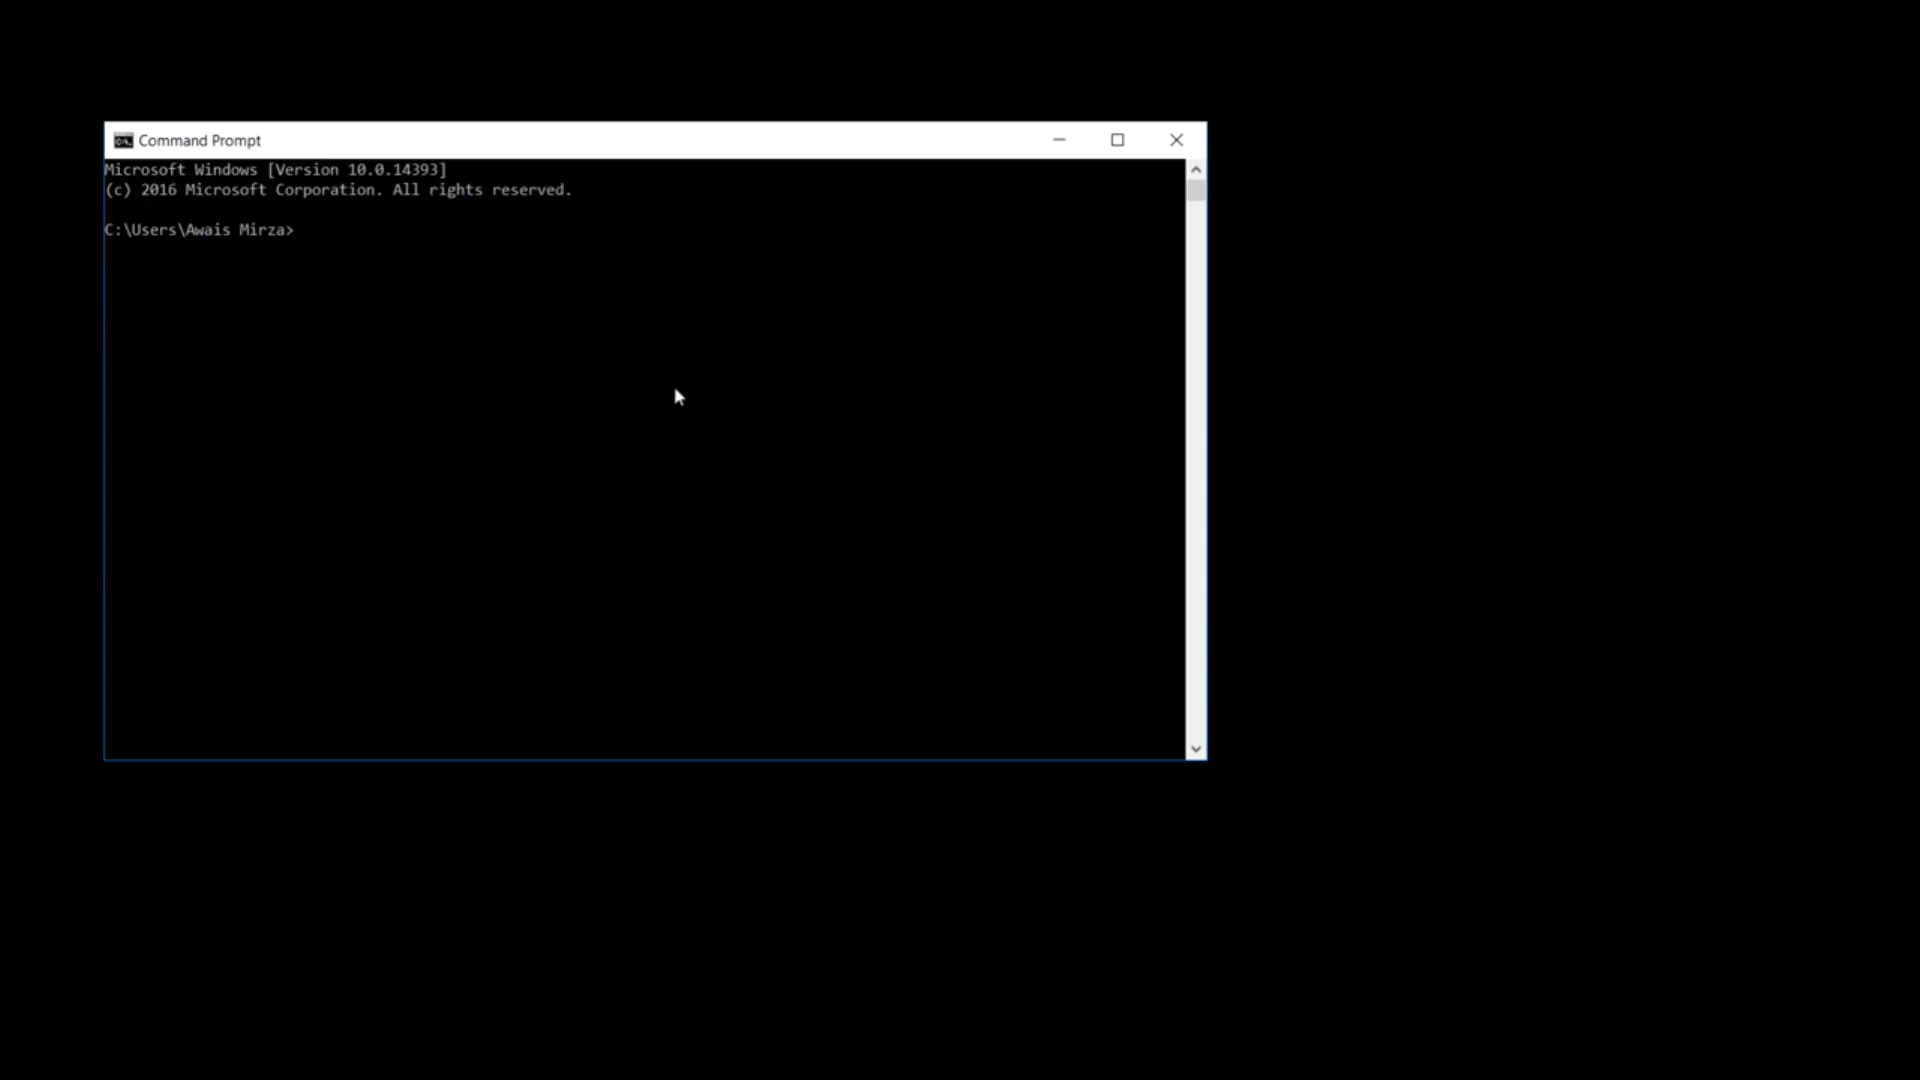 Command Prompt
Microsoft Windows [Version 10.0.14393]
(c) 2016 Microsoft Corporation. All rights reserved.
C:\Users\Awais Mirza>